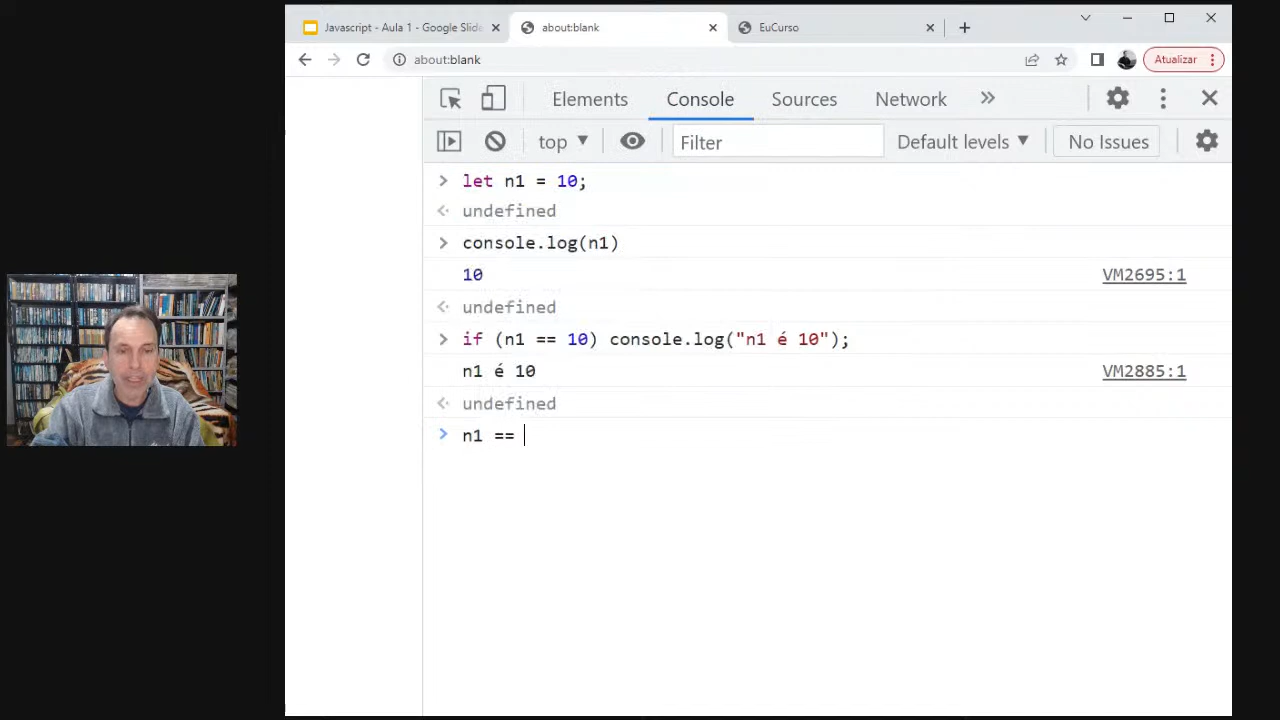 Javascript - Aula 1 - Google Slide
about:blank
EuCurso
about:blank
Atualizar
Elements
Console
Sources
Network
top
Filter
Default levels
No Issues
let n1 = 10;
undefined
console.log(n1)
10
VM2695:1
undefined
if (n1 == 10) console.log("n1 é 10");
n1 é 10
VM2885:1
undefined
n1 ==